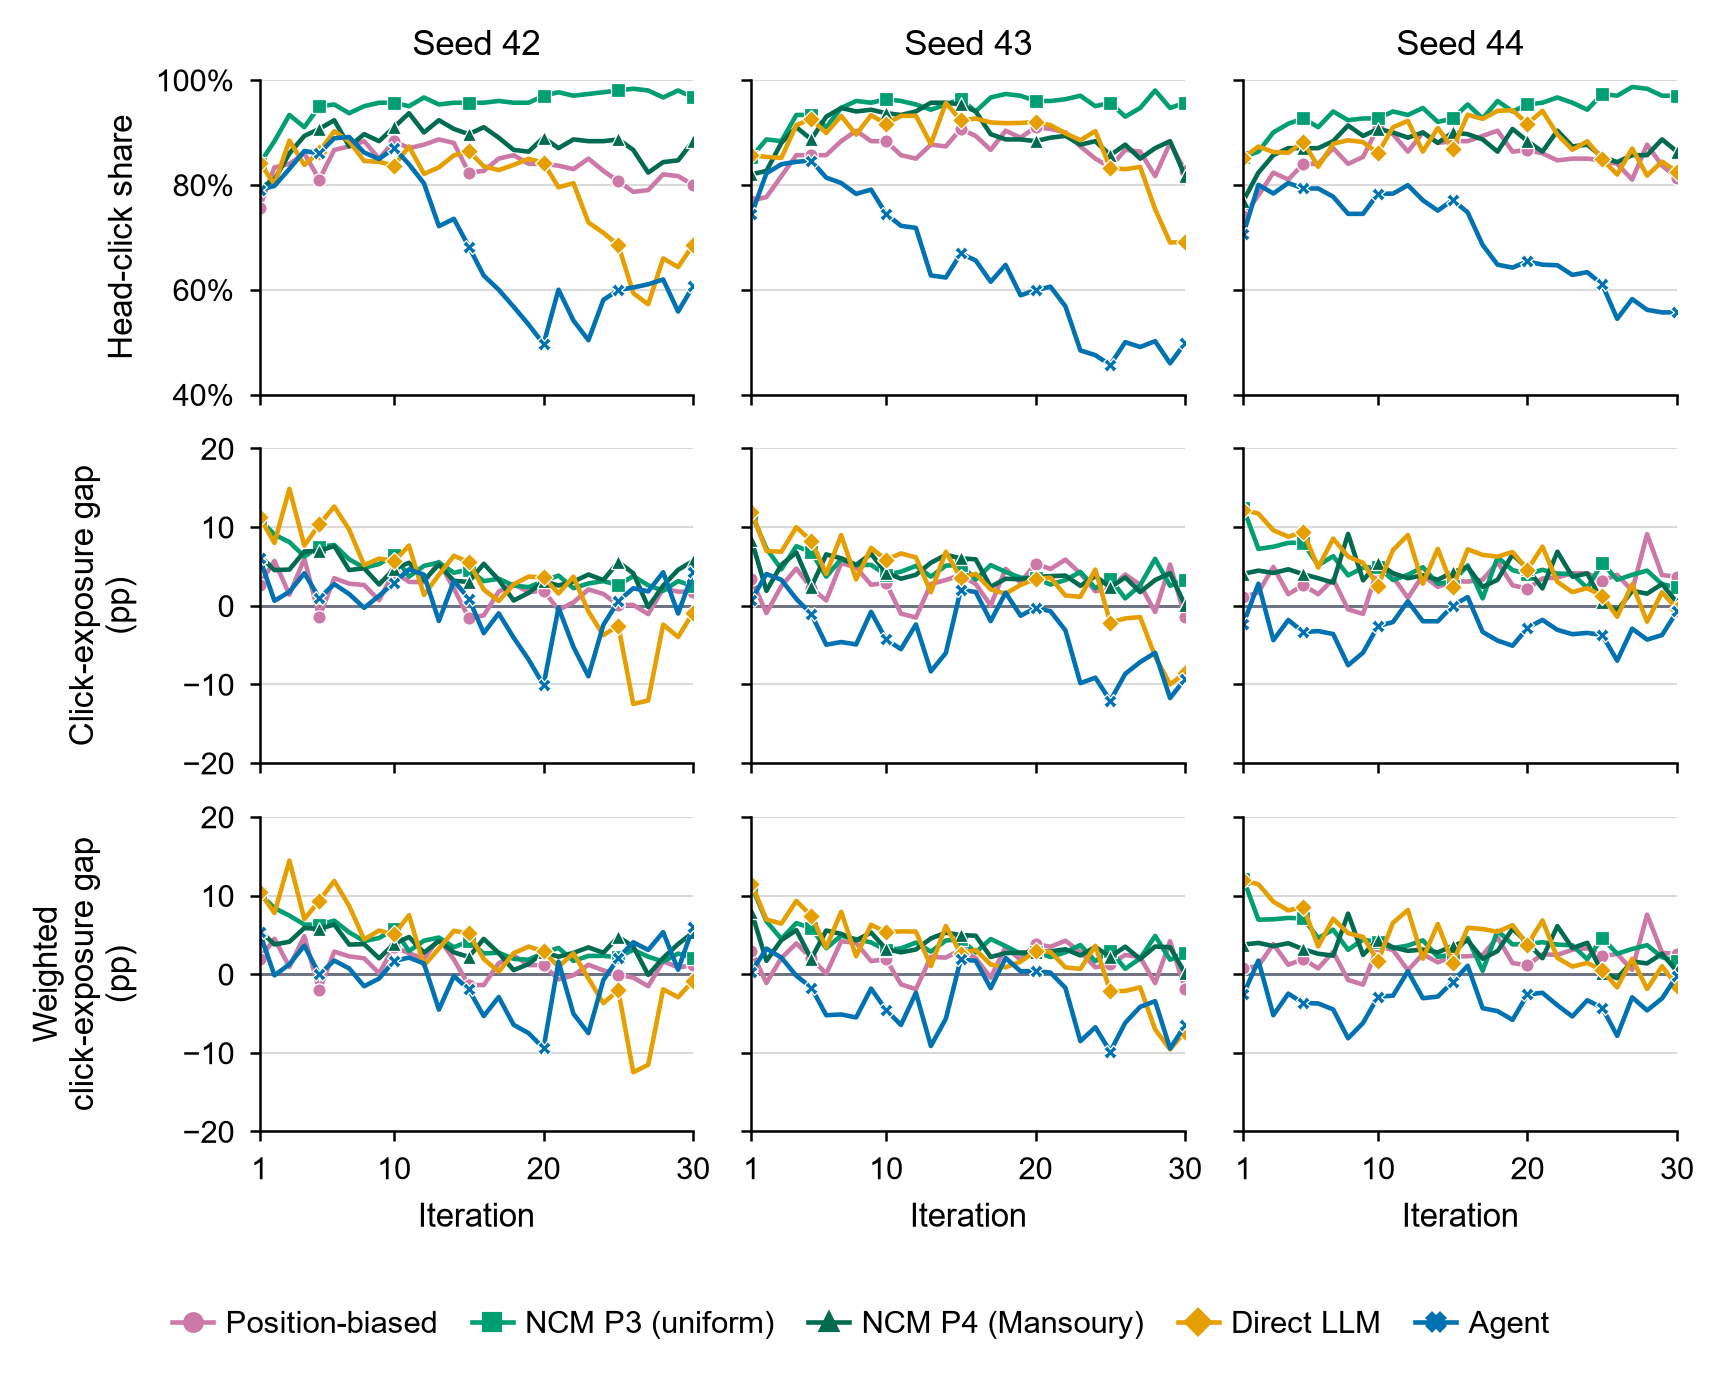 Seed 42
Seed 43
Seed 44
Head-click share
100%
80%
60%
40%
Click-exposure gap
(pp)
20
10
0
−10
−20
Weighted
click-exposure gap
(pp)
20
10
0
−10
−20
1 10 20 30
1 10 20 30
1 10 20 30
Iteration
Iteration
Iteration
Position-biased
NCM P3 (uniform)
NCM P4 (Mansoury)
Direct LLM
Agent